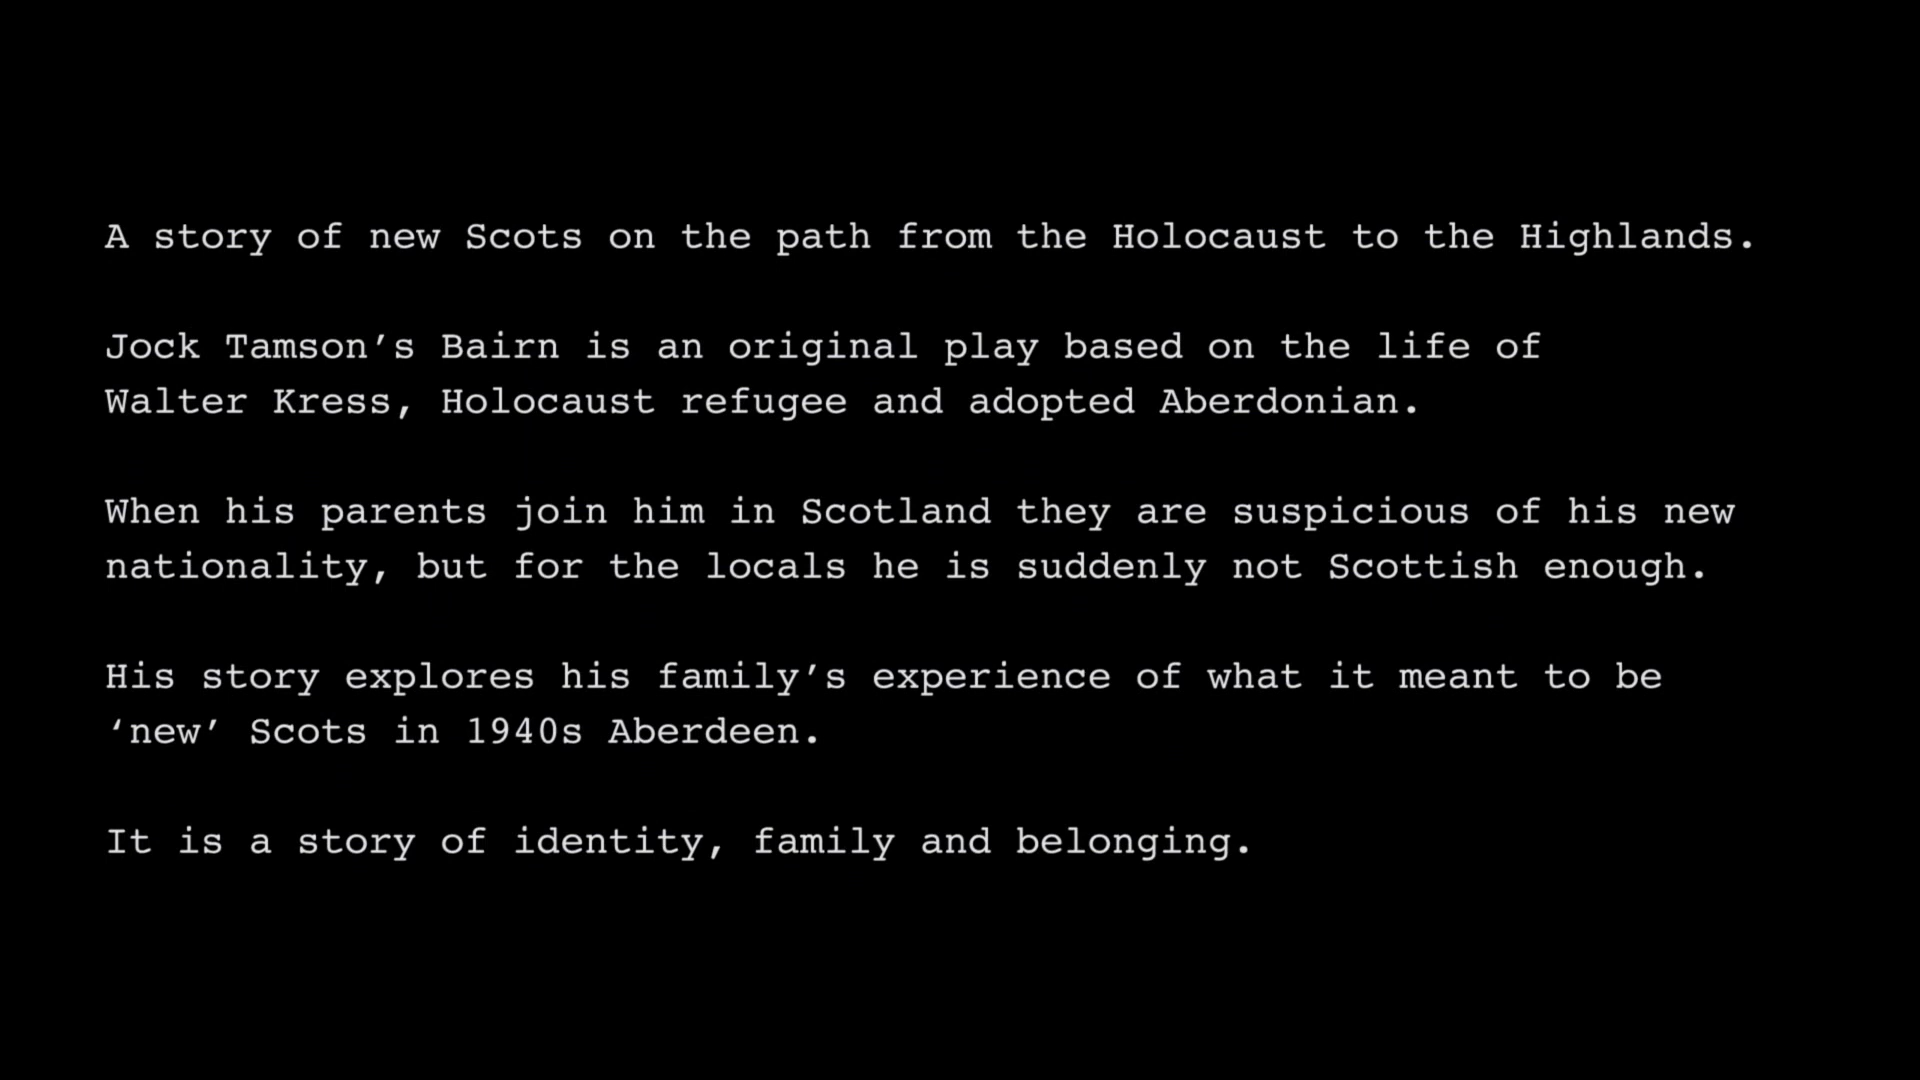 A story of new Scots on the path from the Holocaust to the Highlands.
Jock Tamson’s Bairn is an original play based on the life of
Walter Kress, Holocaust refugee and adopted Aberdonian.
When his parents join him in Scotland they are suspicious of his new
nationality, but for the locals he is suddenly not Scottish enough.
His story explores his family’s experience of what it meant to be
‘new’ Scots in 1940s Aberdeen.
It is a story of identity, family and belonging.